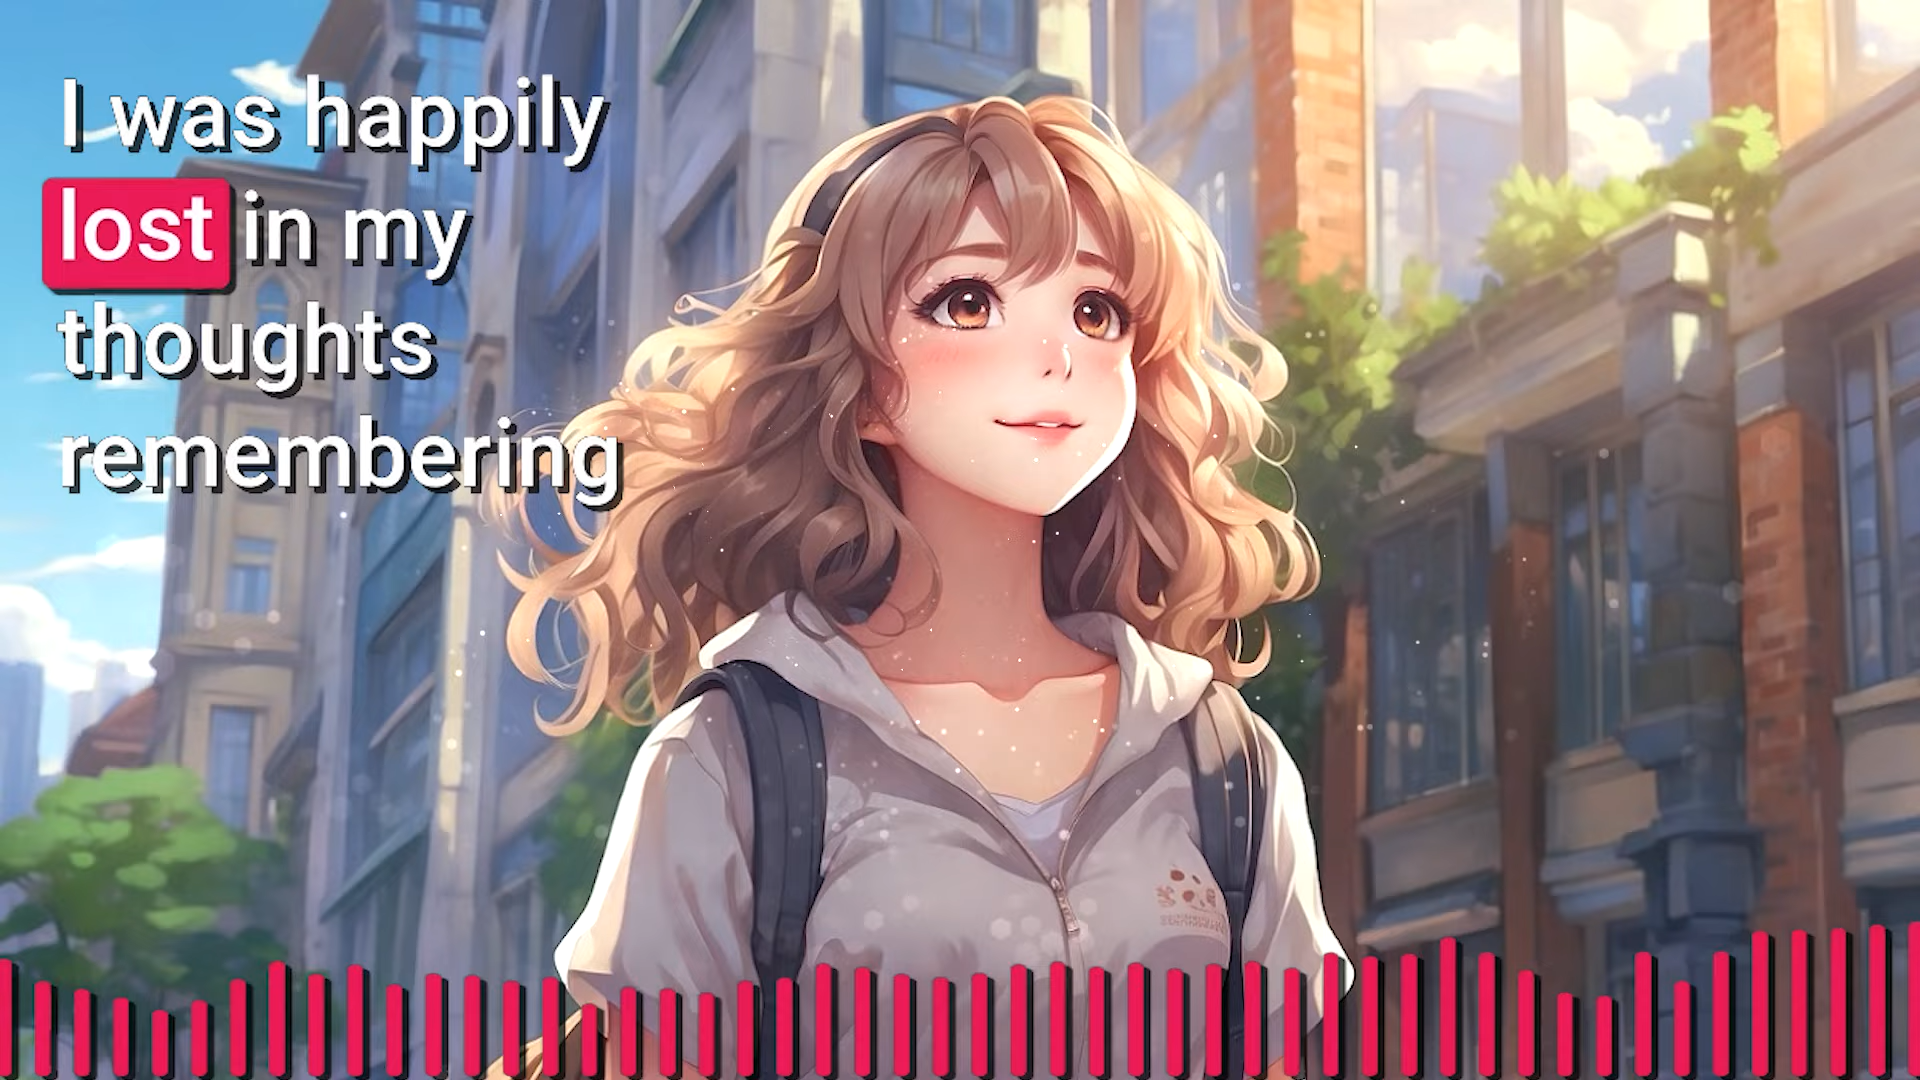 I was happily
lost in my
thoughts
remembering